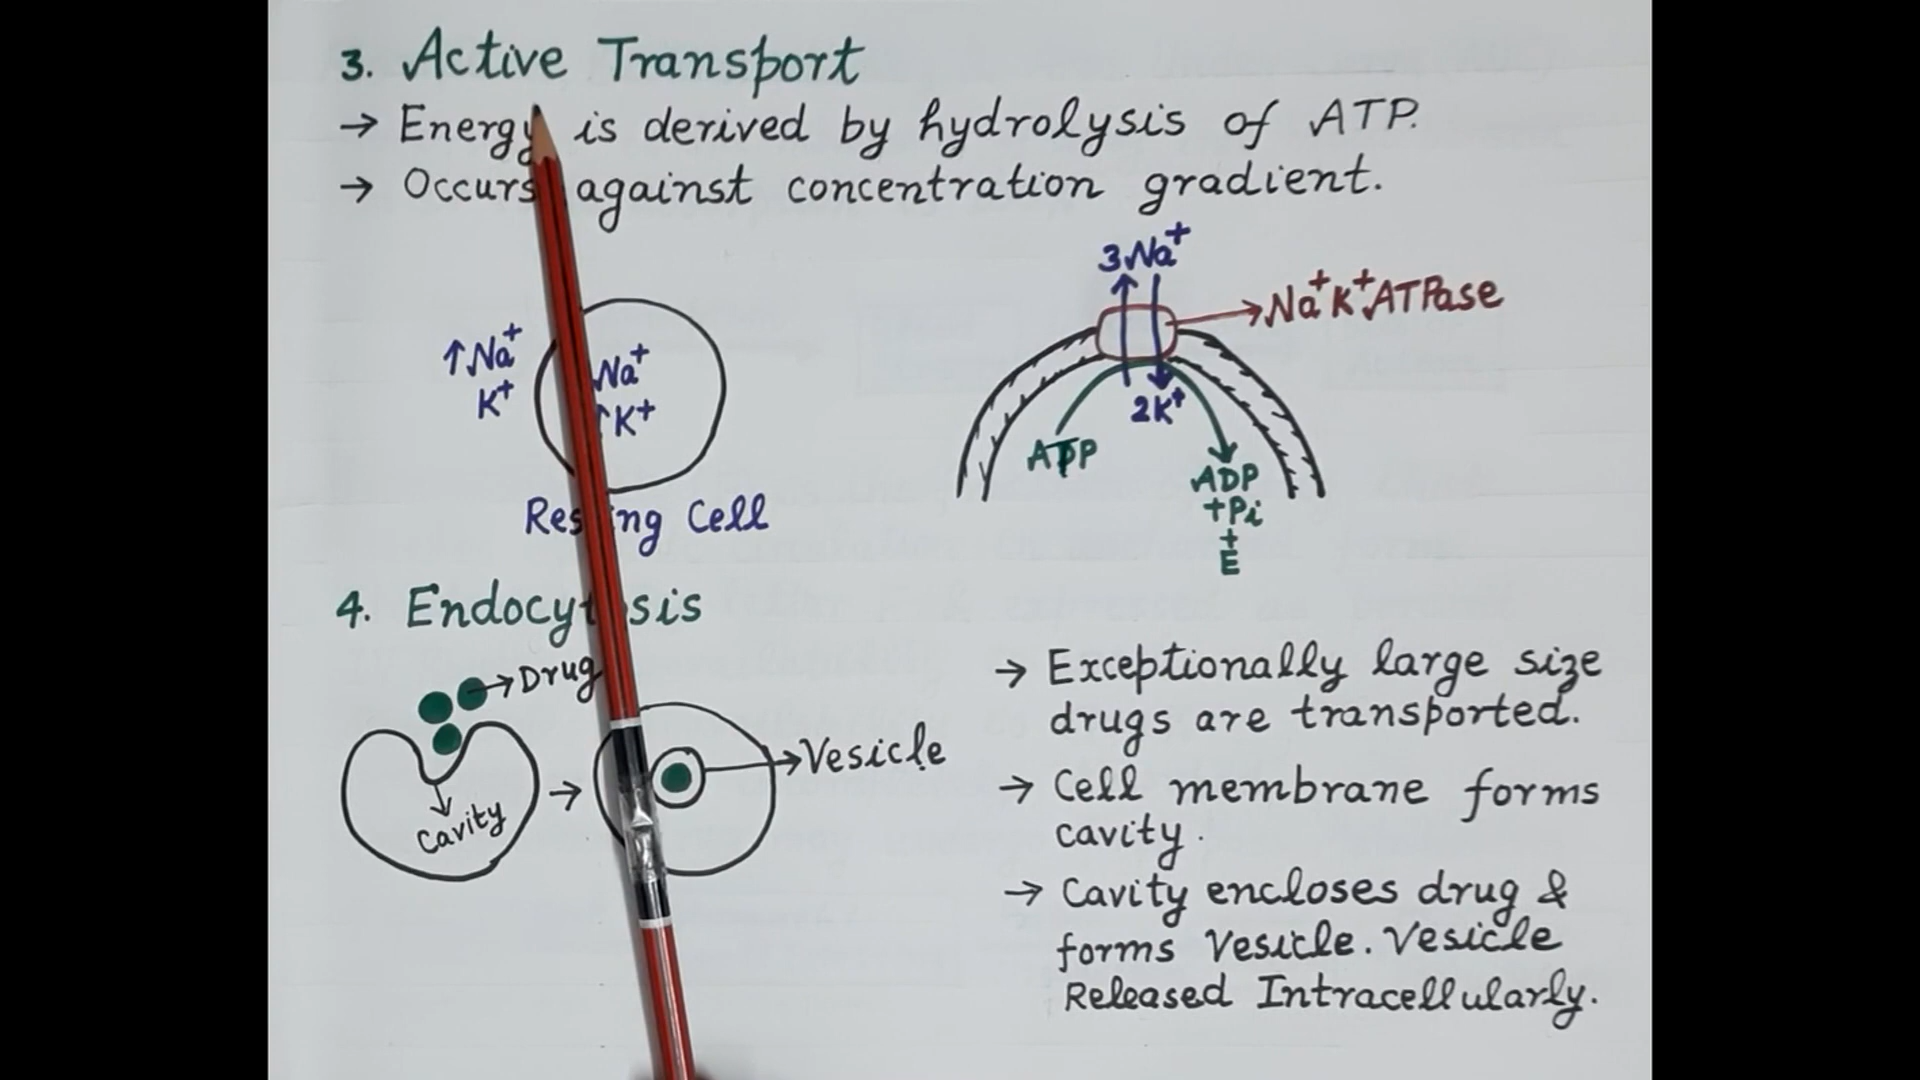 3. Active Transport
→ Energy is derived by hydrolysis of ATP.
→ Occurs against concentration gradient.
3Na⁺
Na⁺K⁺ATPase
↑Na⁺
K⁺
Na⁺
↑K⁺
2K⁺
ATP
ADP
+Pi
+
E
Cell
4. Endocytosis
→ Drug
Cavity
→
→ Vesicle
→ Exceptionally large size
drugs are transported.
→ Cell membrane forms
cavity.
→ Cavity encloses drug &
forms Vesicle. Vesicle
Released Intracellularly.